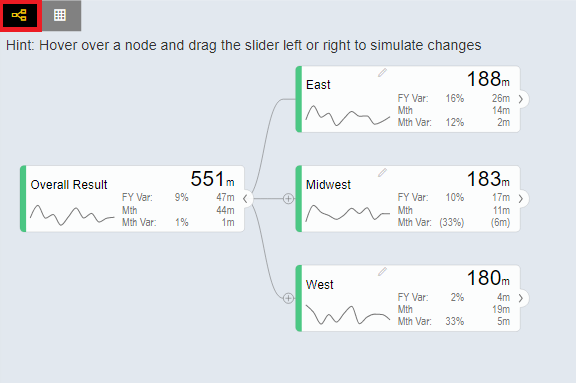 Hint: Hover over a node and drag the slider left or right to simulate changes
East 188m
FY Var: 16% 26m
Mth 14m
Mth Var: 12% 2m
Overall Result 551m
FY Var: 9% 47m
Mth 44m
Mth Var: 1% 1m
Midwest 183m
FY Var: 10% 17m
Mth 11m
Mth Var: (33%) (6m)
West 180m
FY Var: 2% 4m
Mth 19m
Mth Var: 33% 5m